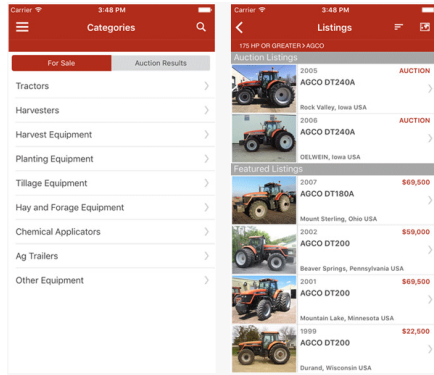 Carrier 3:48 PM
Categories
For Sale Auction Results
Tractors
Harvesters
Harvest Equipment
Planting Equipment
Tillage Equipment
Hay and Forage Equipment
Chemical Applicators
Ag Trailers
Other Equipment
Carrier 3:48 PM
Listings
175 HP OR GREATER > AGCO
Auction Listings
2005 AUCTION
AGCO DT240A
Rock Valley, Iowa USA
2006 AUCTION
AGCO DT240A
OELWEIN, Iowa USA
Featured Listings
2007 $69,500
AGCO DT180A
Mount Sterling, Ohio USA
2002 $59,000
AGCO DT200
Beaver Springs, Pennsylvania USA
2001 $69,500
AGCO DT200
Mountain Lake, Minnesota USA
1999 $22,500
AGCO DT200
Durand, Wisconsin USA